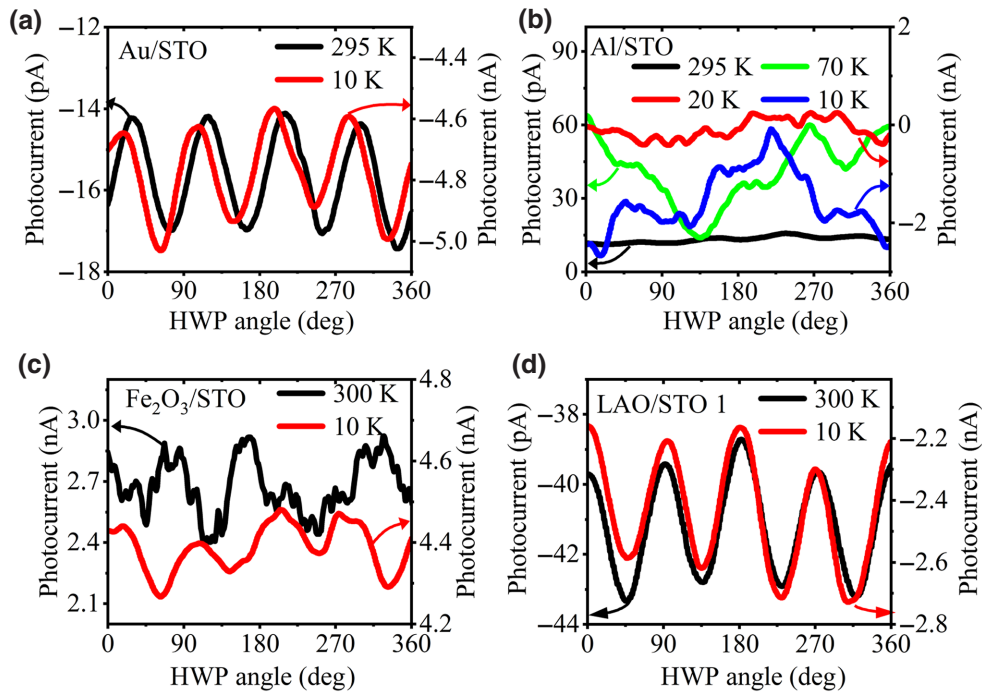 (a)
Au/STO
295 K
10 K
Photocurrent (pA)
−12
−14
−16
−18
Photocurrent (nA)
−4.4
−4.6
−4.8
−5.0
0 90 180 270 360
HWP angle (deg)
(b)
Al/STO
295 K 70 K
20 K 10 K
Photocurrent (pA)
90
60
30
0
Photocurrent (nA)
2
0
−2
0 90 180 270 360
HWP angle (deg)
(c)
Fe₂O₃/STO
300 K
10 K
Photocurrent (nA)
3.0
2.7
2.4
2.1
Photocurrent (nA)
4.8
4.6
4.4
4.2
0 90 180 270 360
HWP angle (deg)
(d)
LAO/STO 1
300 K
10 K
Photocurrent (pA)
−38
−40
−42
−44
Photocurrent (nA)
−2.2
−2.4
−2.6
−2.8
0 90 180 270 360
HWP angle (deg)